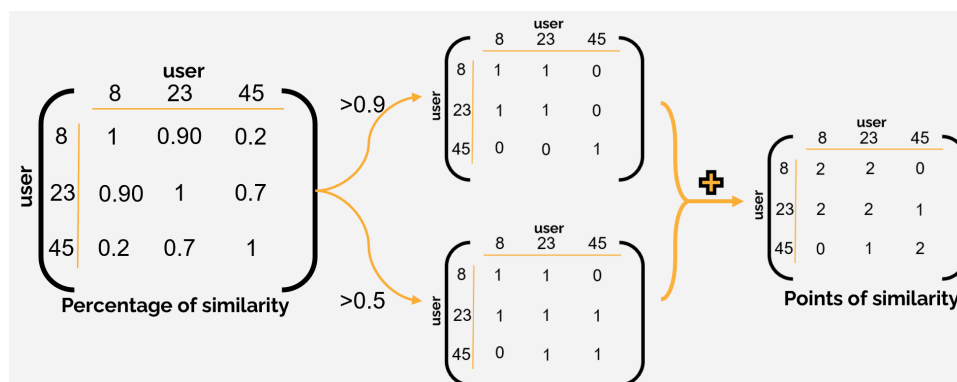 user
8 23 45
8 1 0.90 0.2
user
23 0.90 1 0.7
45 0.2 0.7 1
Percentage of similarity
>0.9
user
8 23 45
8 1 1 0
user
23 1 1 0
45 0 0 1
>0.5
user
8 23 45
8 1 1 0
user
23 1 1 1
45 0 1 1
user
8 23 45
8 2 2 0
user
23 2 2 1
45 0 1 2
Points of similarity